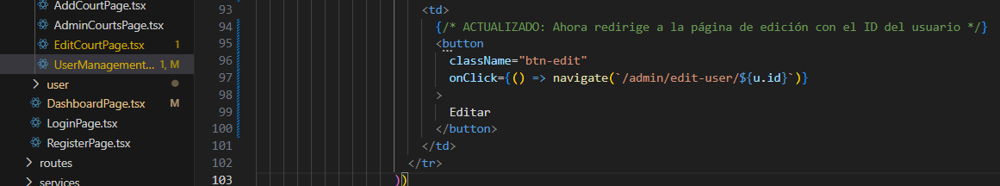 AddCourtPage.tsx
AdminCourtsPage.tsx
EditCourtPage.tsx 1
UserManagement... 1, M
user
DashboardPage.tsx M
LoginPage.tsx
RegisterPage.tsx
routes
services
93 <td>
94 {/* ACTUALIZADO: Ahora redirige a la página de edición con el ID del usuario */}
95 <button
96 className="btn-edit"
97 onClick={() => navigate(`/admin/edit-user/${u.id}`)}
98 >
99 Editar
100 </button>
101 </td>
102 </tr>
103 ))